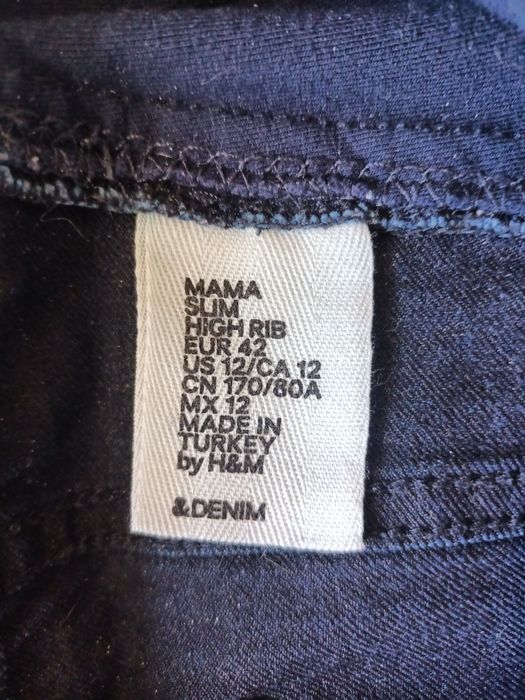 MAMA
SLIM
HIGH RIB
EUR 42
US 12/CA 12
CN 170/80A
MX 12
MADE IN
TURKEY
by H&M
&DENIM